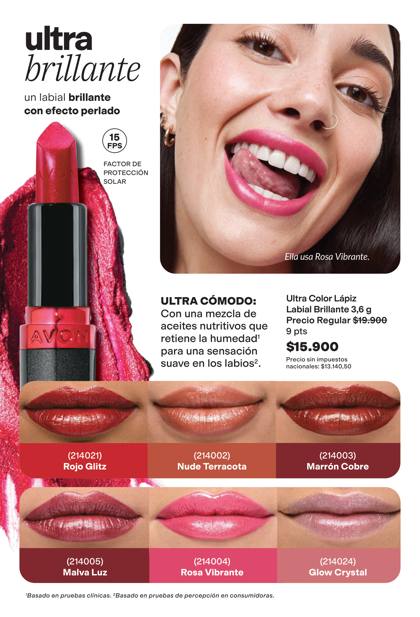 ultra
brillante
un labial brillante
con efecto perlado
15
FPS
FACTOR DE
PROTECCIÓN
SOLAR
Ella usa Rosa Vibrante.
AVON
ULTRA CÓMODO:
Con una mezcla de
aceites nutritivos que
retiene la humedad¹
para una sensación
suave en los labios².
Ultra Color Lápiz
Labial Brillante 3,6 g
Precio Regular $19.900
9 pts
$15.900
Precio sin impuestos
nacionales: $13.140,50
(214021)
Rojo Glitz
(214002)
Nude Terracota
(214003)
Marrón Cobre
(214005)
Malva Luz
(214004)
Rosa Vibrante
(214024)
Glow Crystal
¹Basado en pruebas clínicas. ²Basado en pruebas de percepción en consumidoras.